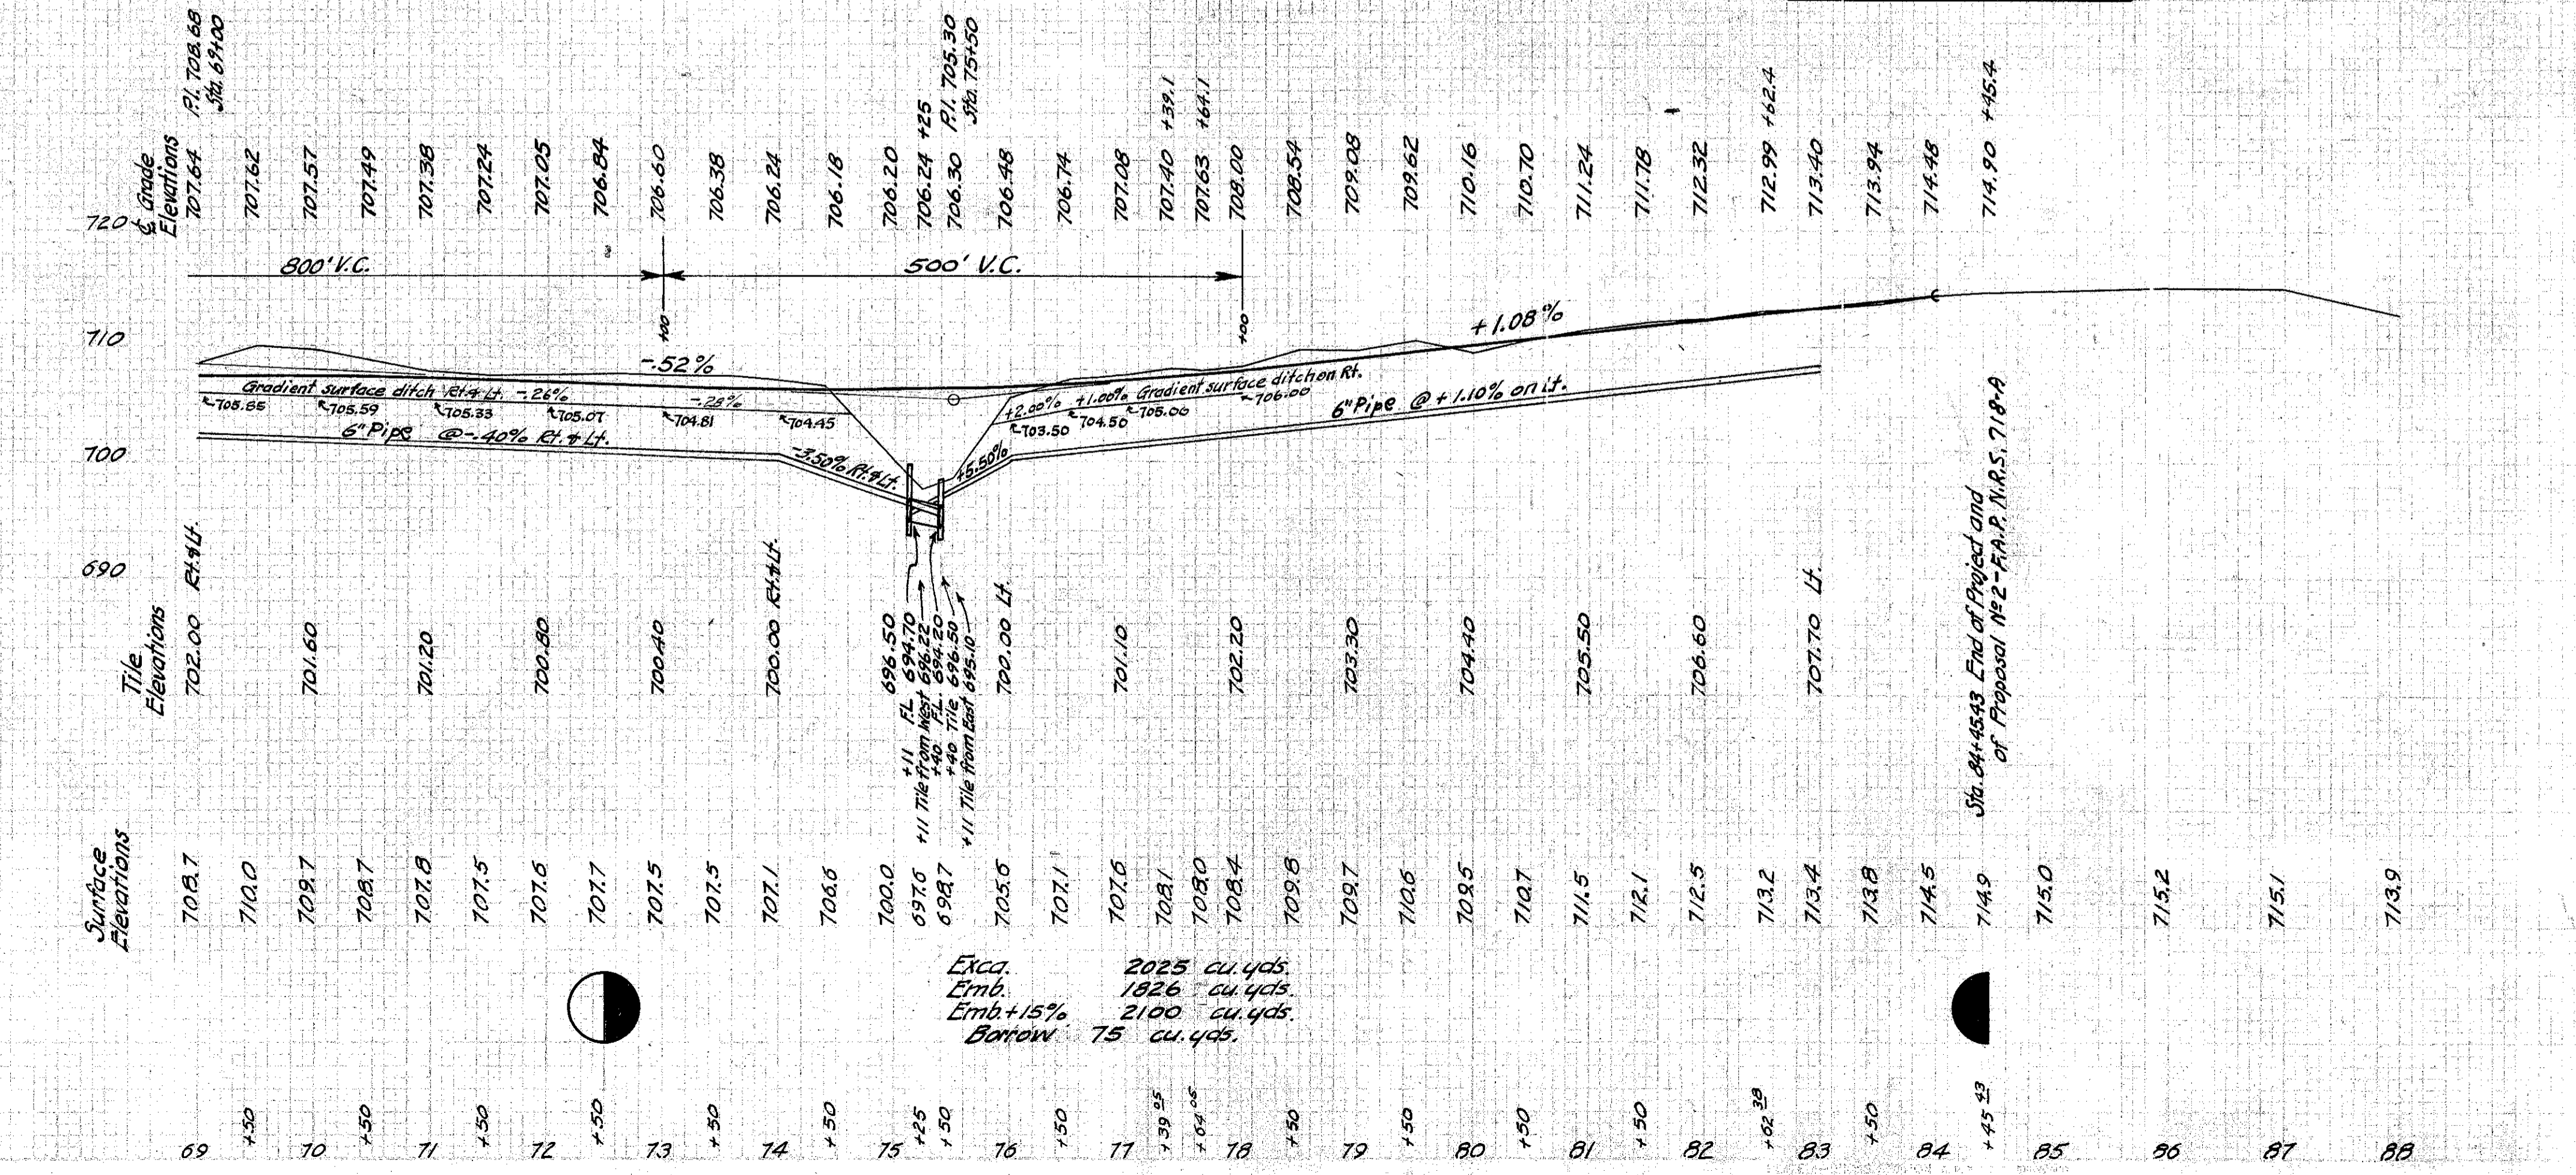 P.I. 708.68
Sta. 69+00
P.I. 705.30
Sta. 75+50
₵ Grade
Elevations
707.64 707.62 707.57 707.49 707.38 707.24 707.05 706.84 706.60 706.38 706.24 706.18 706.20 706.24 +25 706.30 706.48 706.74 707.08 707.40 +39.1 707.63 +64.1 708.00 708.54 709.08 709.62 710.16 710.70 711.24 711.78 712.32 712.99 +62.4 713.40 713.94 714.48 714.90 +45.4
720
800' V.C.
500' V.C.
+00
+00
710
-.52%
+1.08%
Gradient surface ditch Rt.&Lt. -.26%
-.28%
+2.00% +1.00% Gradient surface ditch on Rt.
705.85 705.59 705.33 705.07 704.81 704.45
703.50 704.50 705.00 706.00
6" Pipe @ -.40% Rt. & Lt.
6" Pipe @ + 1.10% on Lt.
-3.50% Rt.&Lt.
+5.50%
700
690
Tile
Elevations
702.00 Rt.&Lt. 701.60 701.20 700.80 700.40 700.00 Rt.&Lt. 696.50
+11 F.L. 694.70
+11 Tile from West 696.22
+40 F.L. 694.20
+40 Tile 696.50
+11 Tile from East 695.10
700.00 Lt. 701.10 702.20 703.30 704.40 705.50 706.60 707.70 Lt.
Sta. 84+45.43 End of Project and
of Proposal Nº 2-F.A.P. N.R.S. 718-A
Surface
Elevations
708.7 710.0 709.7 708.7 707.8 707.5 707.6 707.7 707.5 707.5 707.1 706.6 700.0 697.6 698.7 705.6 707.1 707.6 708.1 708.0 708.4 709.8 709.7 710.6 709.5 710.7 711.5 712.1 712.5 713.2 713.4 713.8 714.5 714.9 715.0 715.2 715.1 713.9
Exca. 2025 cu. yds.
Emb. 1826 cu. yds.
Emb.+15% 2100 cu. yds.
Borrow 75 cu. yds.
69 +50 70 +50 71 +50 72 +50 73 +50 74 +50 75 +25 +50 76 +50 77 +39 05 +64 05 78 +50 79 +50 80 +50 81 +50 82 +62 38 83 +50 84 +45 43 85 86 87 88